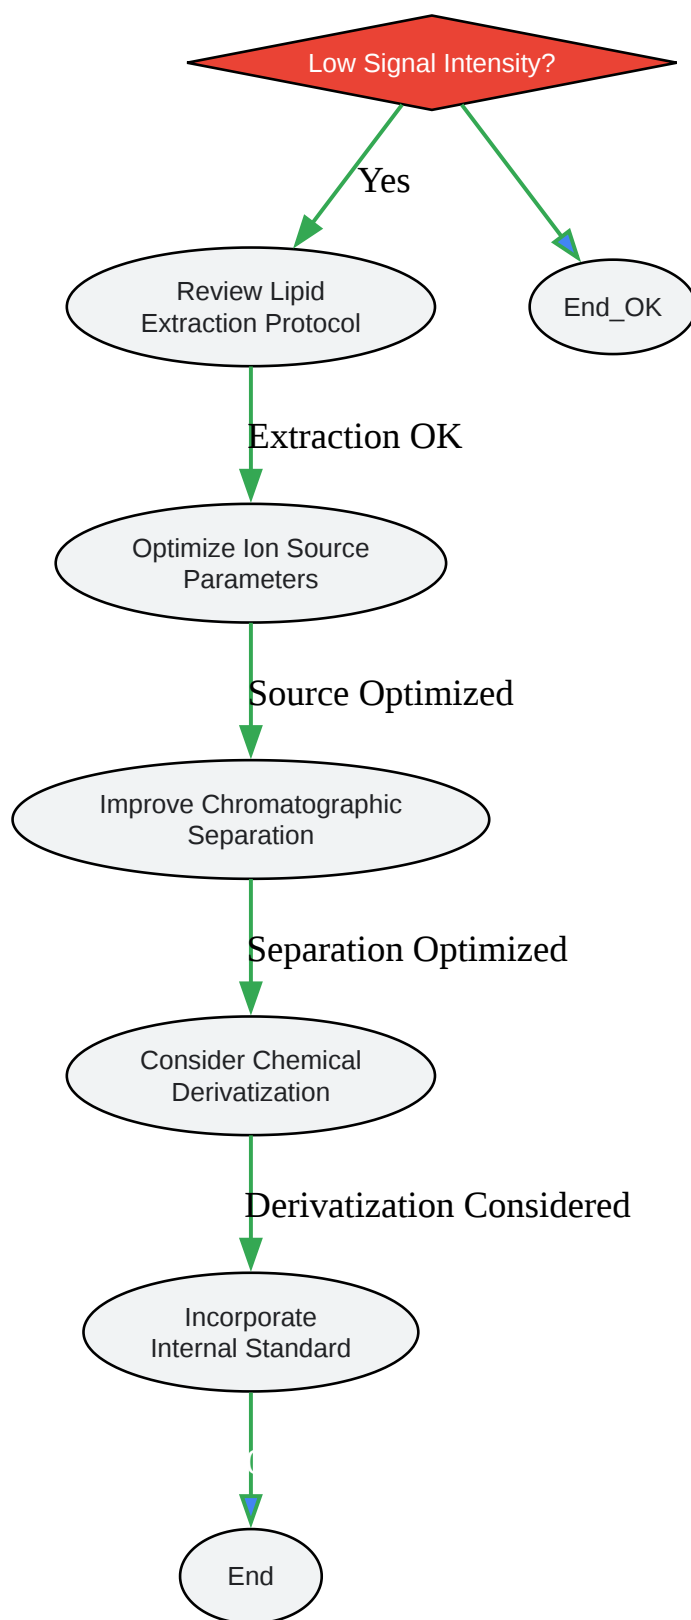 Low Signal Intensity?
Yes
Review Lipid
Extraction Protocol
End_OK
Extraction OK
Optimize Ion Source
Parameters
Source Optimized
Improve Chromatographic
Separation
Separation Optimized
Consider Chemical
Derivatization
Derivatization Considered
Incorporate
Internal Standard
End